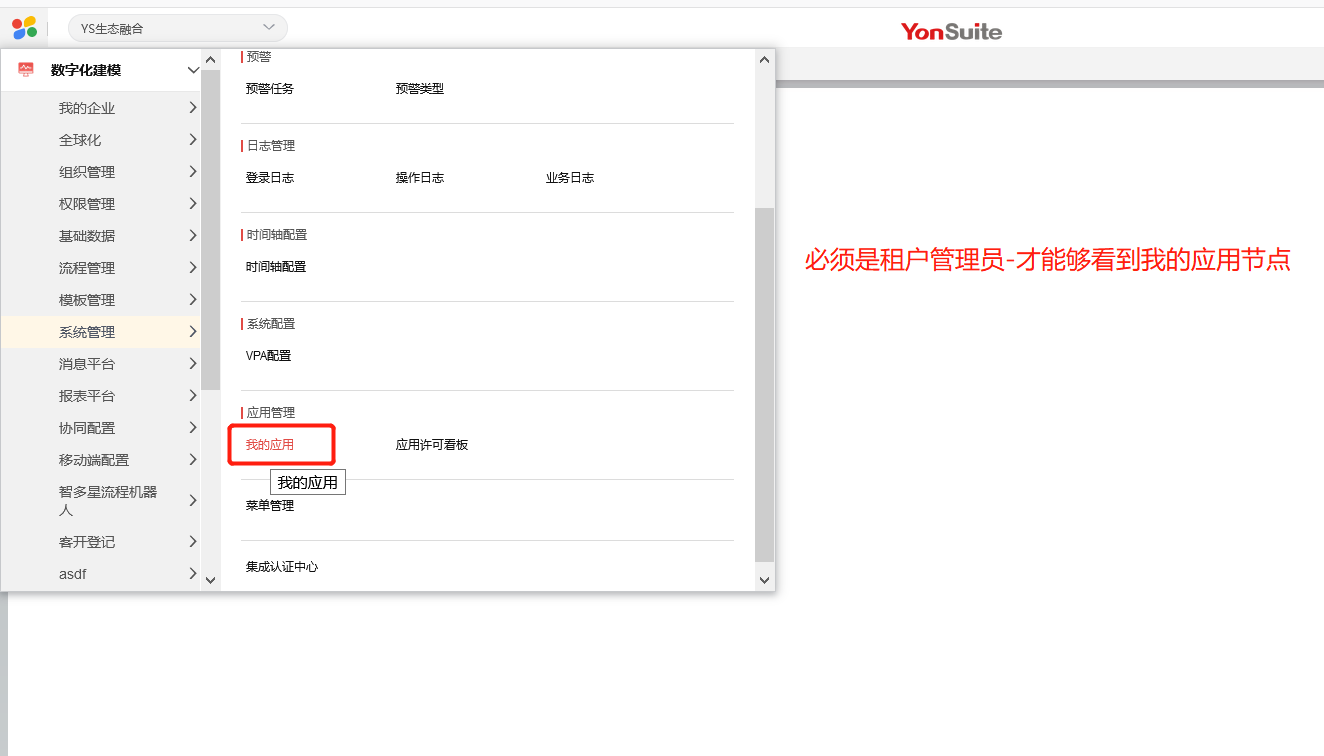 YS生态融合
YonSuite
数字化建模
我的企业
全球化
组织管理
权限管理
基础数据
流程管理
模板管理
系统管理
消息平台
报表平台
协同配置
移动端配置
智多星流程机器
人
客开登记
asdf
预警
预警任务 预警类型
日志管理
登录日志 操作日志 业务日志
时间轴配置
时间轴配置
系统配置
VPA配置
应用管理
我的应用 应用许可看板
我的应用
菜单管理
集成认证中心
必须是租户管理员-才能够看到我的应用节点